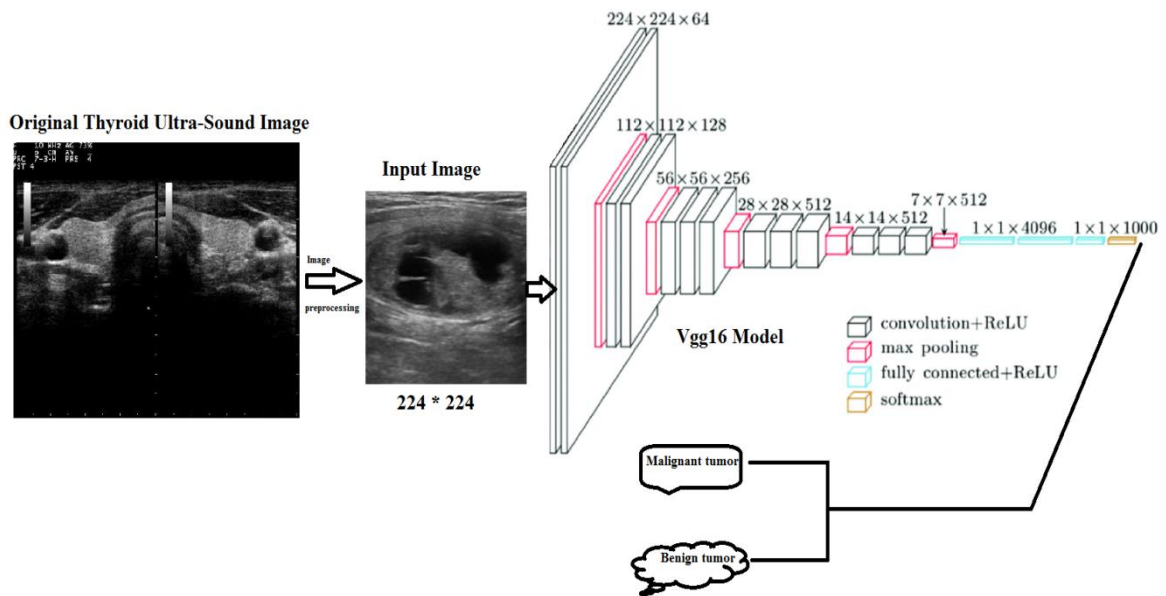 224 × 224 × 64
Original Thyroid Ultra-Sound Image
112 × 112 × 128
Input Image
56 × 56 × 256
28 × 28 × 512
14 × 14 × 512
7 × 7 × 512
1 × 1 × 4096
1 × 1 × 1000
Image
preprocessing
Vgg16 Model
224 * 224
convolution+ReLU
max pooling
fully connected+ReLU
softmax
Malignant tumor
Benign tumor